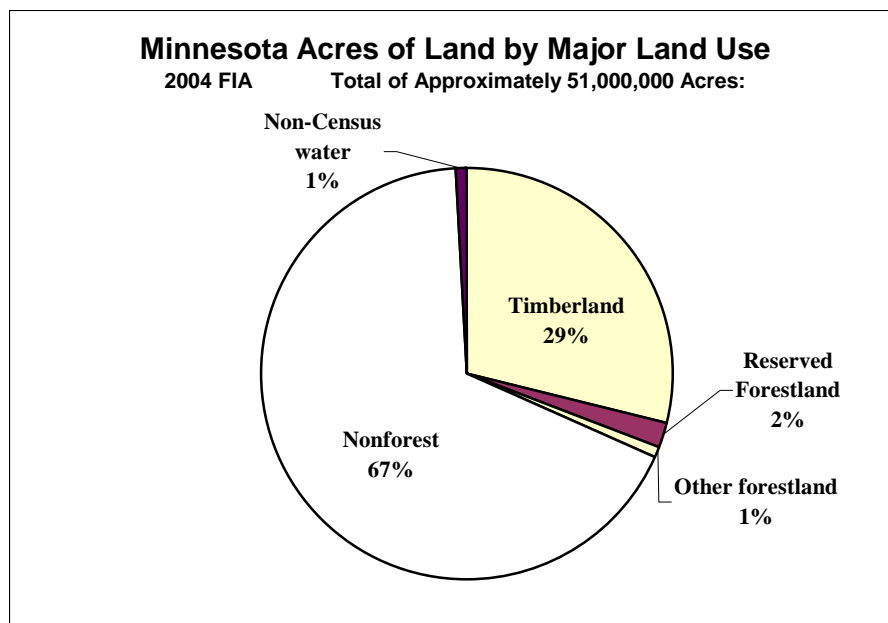 Minnesota Acres of Land by Major Land Use
2004 FIA Total of Approximately 51,000,000 Acres:
Non-Census
water
1%
Timberland
29%
Reserved
Forestland
2%
Nonforest
67%
Other forestland
1%